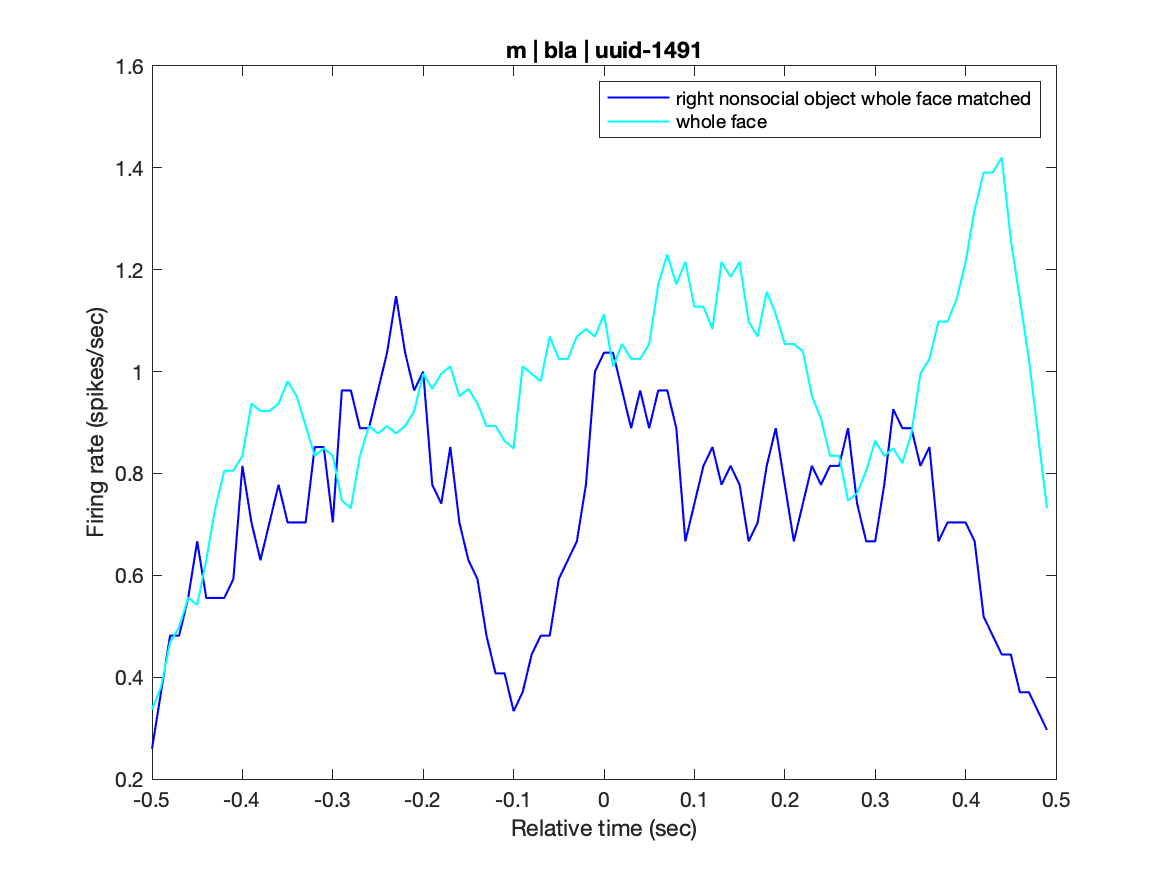 m | bla | uuid-1491
right nonsocial object whole face matched
whole face
1.6
1.4
1.2
1
0.8
0.6
0.4
0.2
Firing rate (spikes/sec)
-0.5 -0.4 -0.3 -0.2 -0.1 0 0.1 0.2 0.3 0.4 0.5
Relative time (sec)